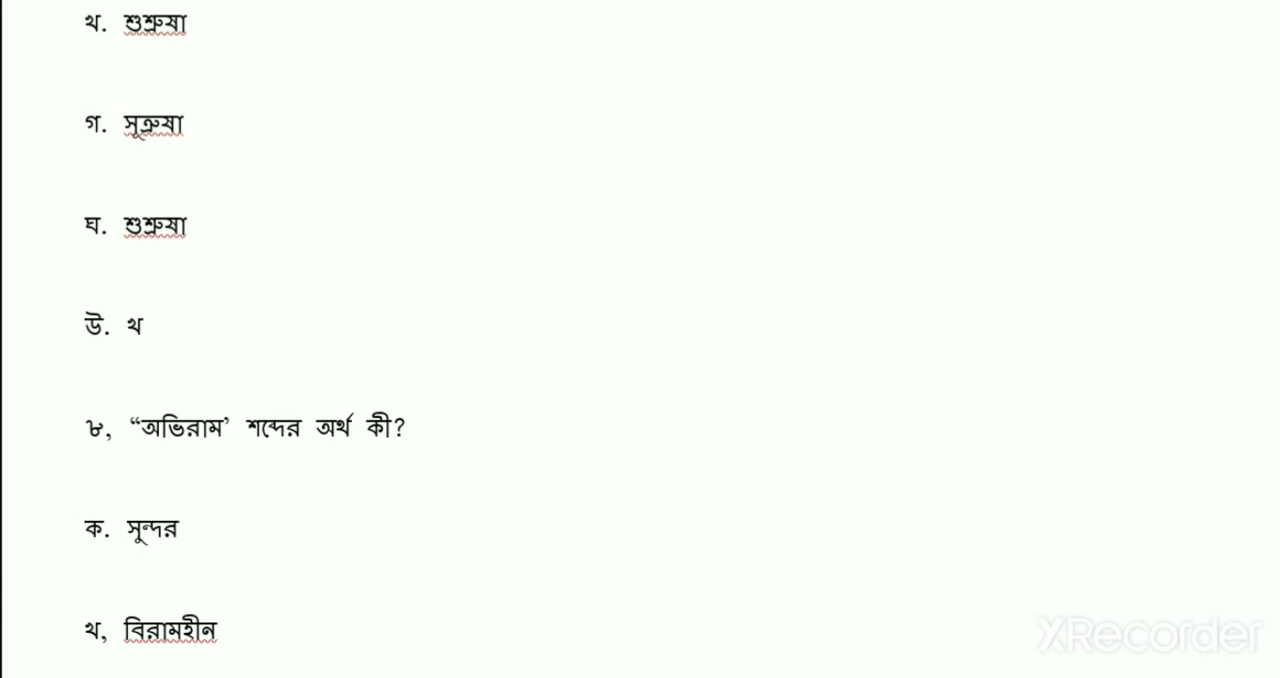 খ. শুশ্রুষা
গ. সূত্রুষা
ঘ. শুশ্রুষা
উ. খ
৮, “অভিরাম’ শব্দের অর্থ কী?
ক. সুন্দর
খ, বিরামহীন
XRecorder